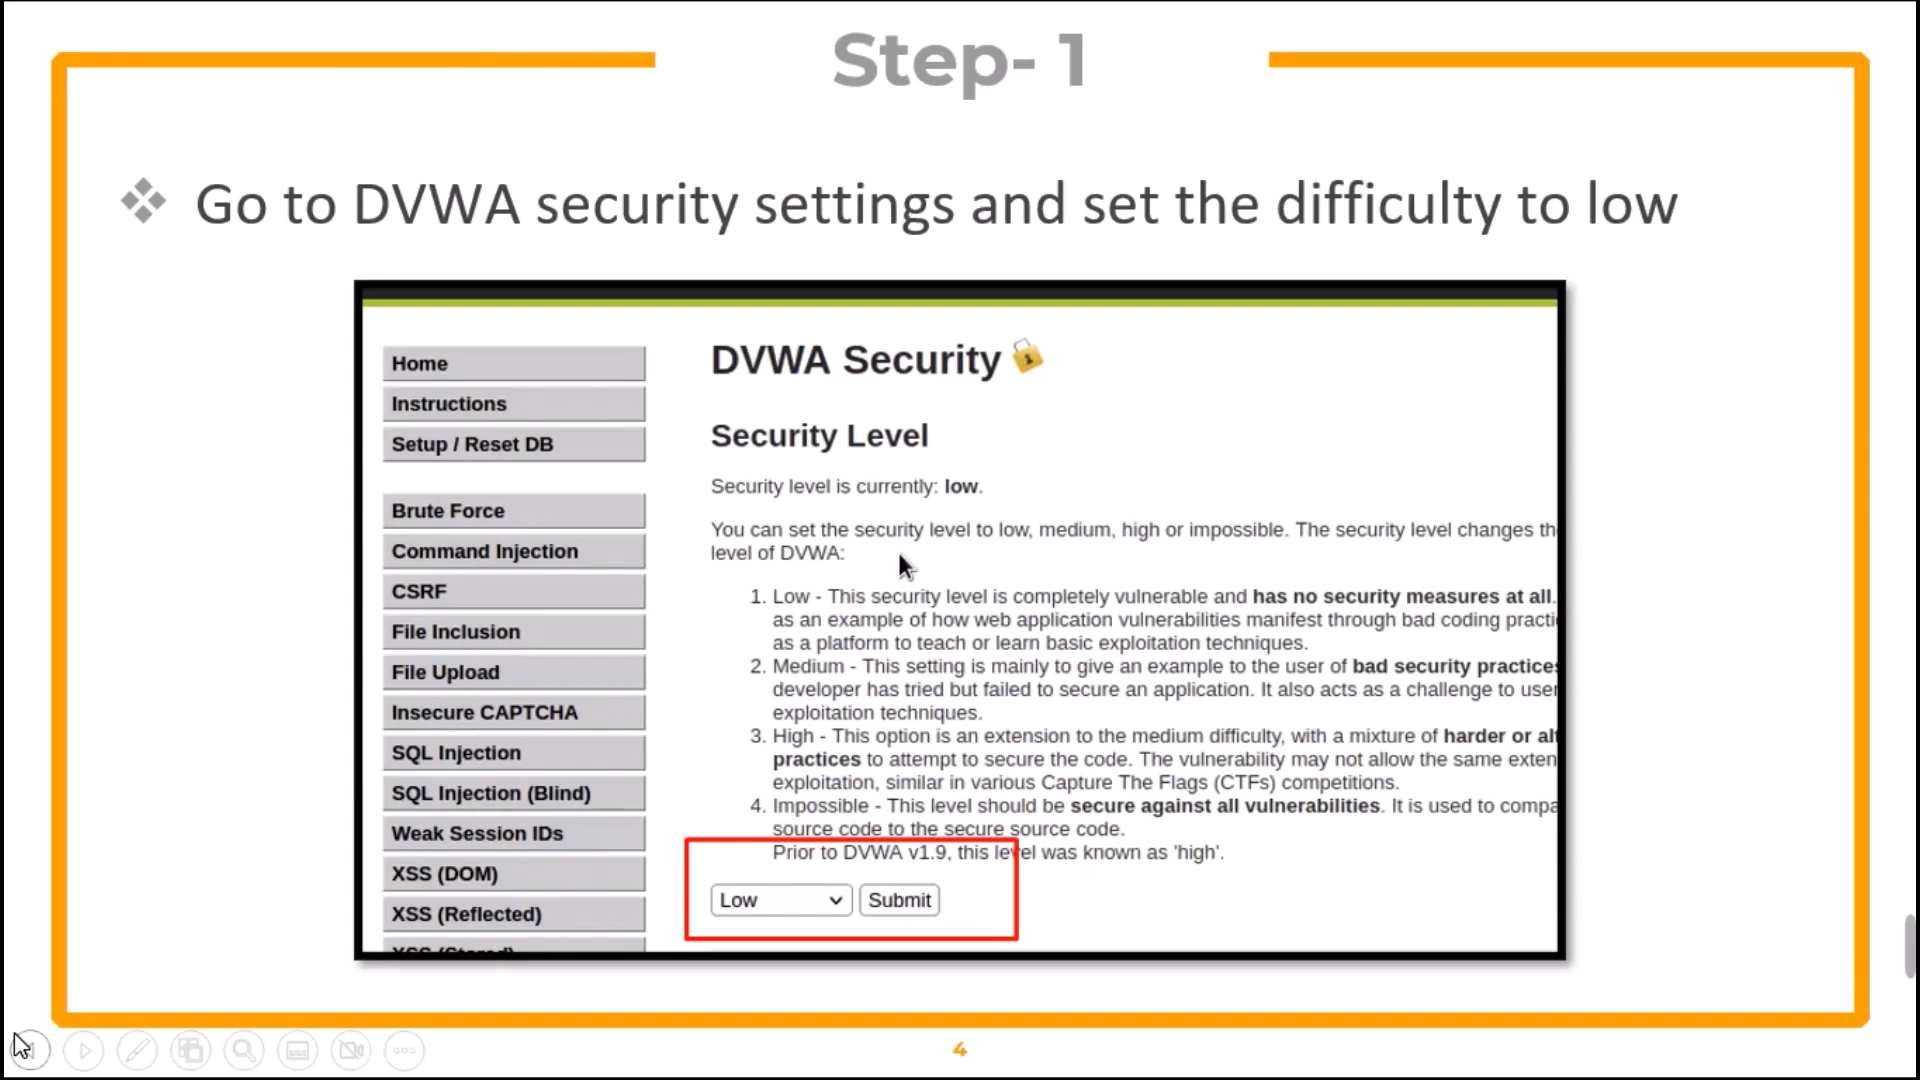 Step- 1
Go to DVWA security settings and set the difficulty to low
Home
Instructions
Setup / Reset DB
Brute Force
Command Injection
CSRF
File Inclusion
File Upload
Insecure CAPTCHA
SQL Injection
SQL Injection (Blind)
Weak Session IDs
XSS (DOM)
XSS (Reflected)
XSS (Stored)
DVWA Security
Security Level
Security level is currently: low.
You can set the security level to low, medium, high or impossible. The security level changes th
level of DVWA:
1. Low - This security level is completely vulnerable and has no security measures at all.
as an example of how web application vulnerabilities manifest through bad coding practi
as a platform to teach or learn basic exploitation techniques.
2. Medium - This setting is mainly to give an example to the user of bad security practices
developer has tried but failed to secure an application. It also acts as a challenge to user
exploitation techniques.
3. High - This option is an extension to the medium difficulty, with a mixture of harder or alt
practices to attempt to secure the code. The vulnerability may not allow the same exten
exploitation, similar in various Capture The Flags (CTFs) competitions.
4. Impossible - This level should be secure against all vulnerabilities. It is used to compa
source code to the secure source code.
Prior to DVWA v1.9, this level was known as 'high'.
Low Submit
4